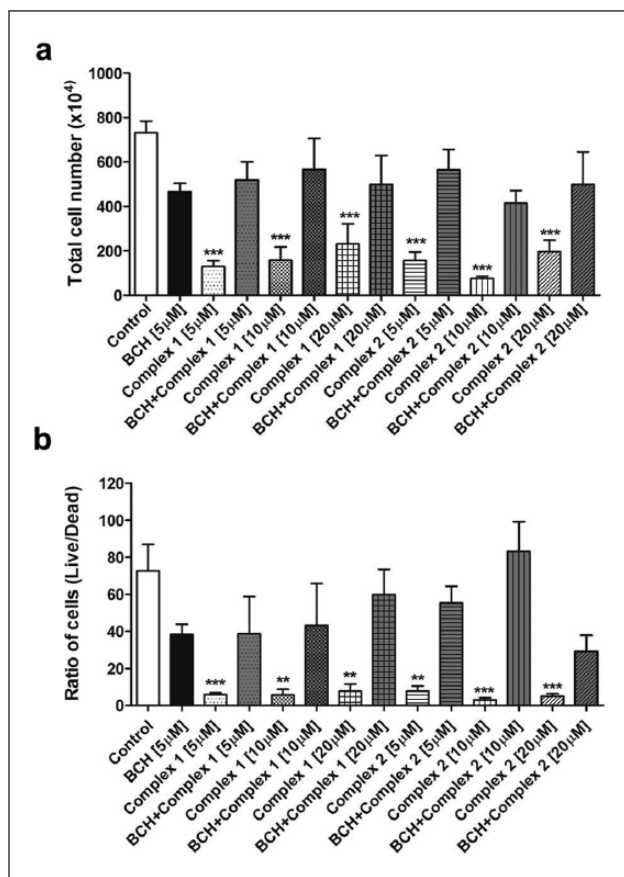 a
Total cell number (x10⁴)
1000
800
600
400
200
0
***
***
***
***
***
***
Control
BCH [5μM]
Complex 1 [5μM]
BCH+Complex 1 [5μM]
Complex 1 [10μM]
BCH+Complex 1 [10μM]
Complex 1 [20μM]
BCH+Complex 1 [20μM]
Complex 2 [5μM]
BCH+Complex 2 [5μM]
Complex 2 [10μM]
BCH+Complex 2 [10μM]
Complex 2 [20μM]
BCH+Complex 2 [20μM]
b
Ratio of cells (Live/Dead)
120
100
80
60
40
20
0
***
**
**
**
***
***
Control
BCH [5μM]
Complex 1 [5μM]
BCH+Complex 1 [5μM]
Complex 1 [10μM]
BCH+Complex 1 [10μM]
Complex 1 [20μM]
BCH+Complex 1 [20μM]
Complex 2 [5μM]
BCH+Complex 2 [5μM]
Complex 2 [10μM]
BCH+Complex 2 [10μM]
Complex 2 [20μM]
BCH+Complex 2 [20μM]